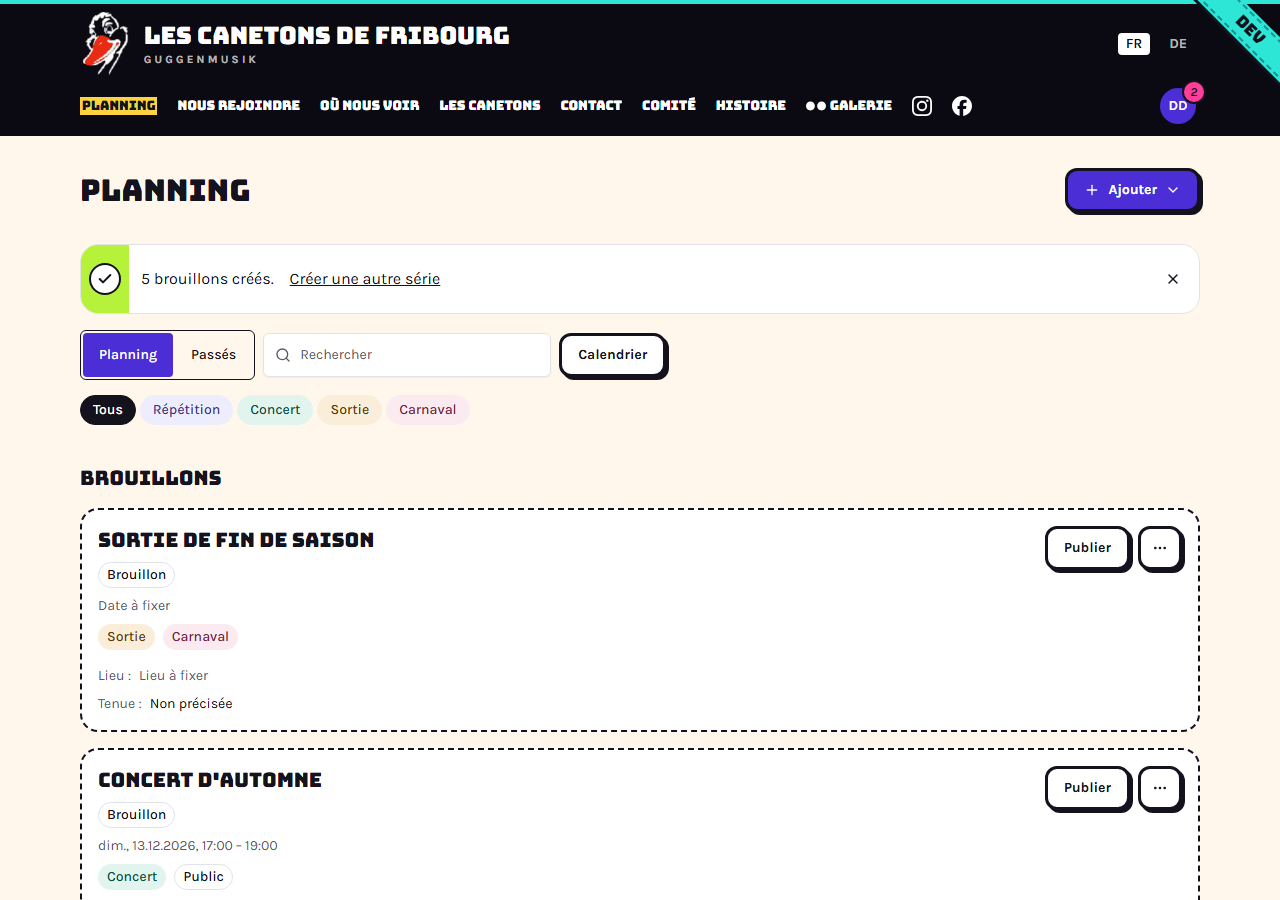 LES CANETONS DE FRIBOURG
GUGGENMUSIK
FR DE
DEV
PLANNING NOUS REJOINDRE OÙ NOUS VOIR LES CANETONS CONTACT COMITÉ HISTOIRE GALERIE
DD 2
PLANNING
Ajouter
5 brouillons créés. Créer une autre série
Planning Passés Rechercher Calendrier
Tous Répétition Concert Sortie Carnaval
BROUILLONS
SORTIE DE FIN DE SAISON
Publier ...
Brouillon
Date à fixer
Sortie Carnaval
Lieu : Lieu à fixer
Tenue : Non précisée
CONCERT D'AUTOMNE
Publier ...
Brouillon
dim., 13.12.2026, 17:00 – 19:00
Concert Public